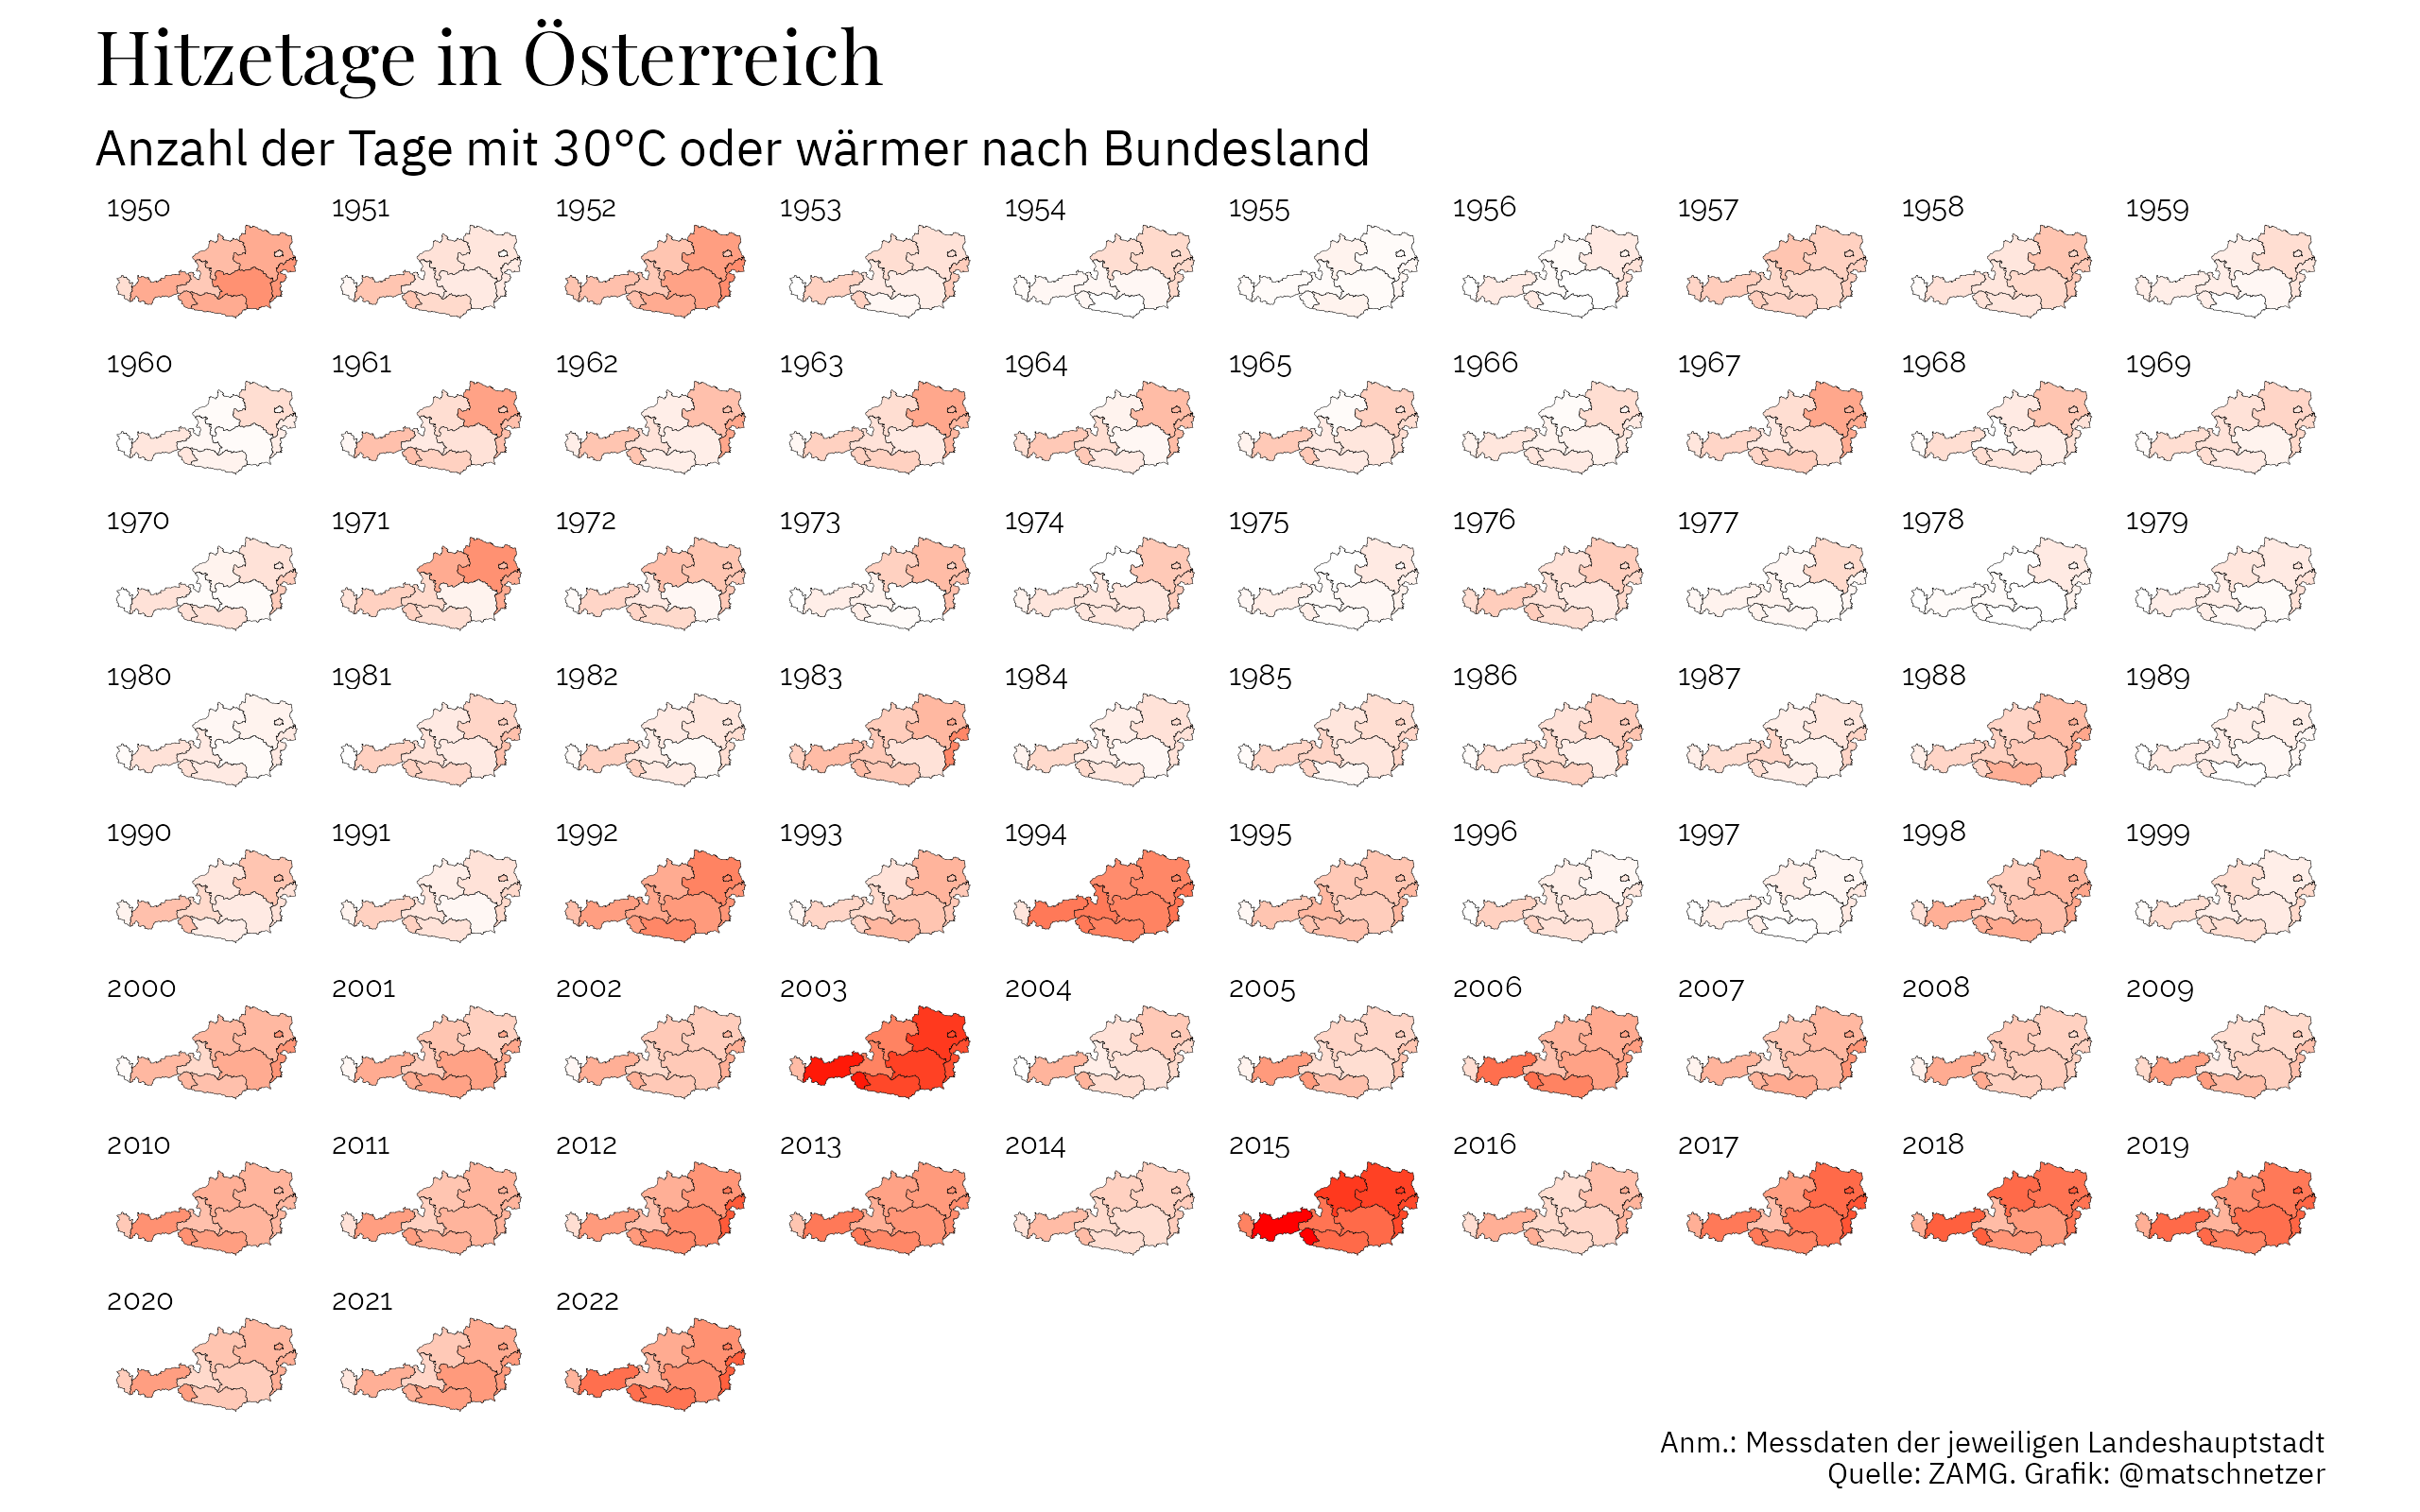 Hitzetage in Österreich
Anzahl der Tage mit 30°C oder wärmer nach Bundesland
1950 1951 1952 1953 1954 1955 1956 1957 1958 1959
1960 1961 1962 1963 1964 1965 1966 1967 1968 1969
1970 1971 1972 1973 1974 1975 1976 1977 1978 1979
1980 1981 1982 1983 1984 1985 1986 1987 1988 1989
1990 1991 1992 1993 1994 1995 1996 1997 1998 1999
2000 2001 2002 2003 2004 2005 2006 2007 2008 2009
2010 2011 2012 2013 2014 2015 2016 2017 2018 2019
2020 2021 2022
Anm.: Messdaten der jeweiligen Landeshauptstadt
Quelle: ZAMG. Grafik: @matschnetzer